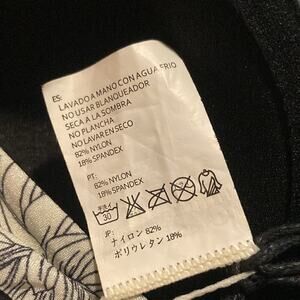 ES:
LAVADO A MANO CON AGUA FRIO
NO USAR BLANQUEADOR
SECA A LA SOMBRA
NO PLANCHA
NO LAVAR EN SECO
82% NYLON
18% SPANDEX
PT:
82% NYLON
18% SPANDEX
30
JP:
ナイロン 82%
ポリウレタン 18%